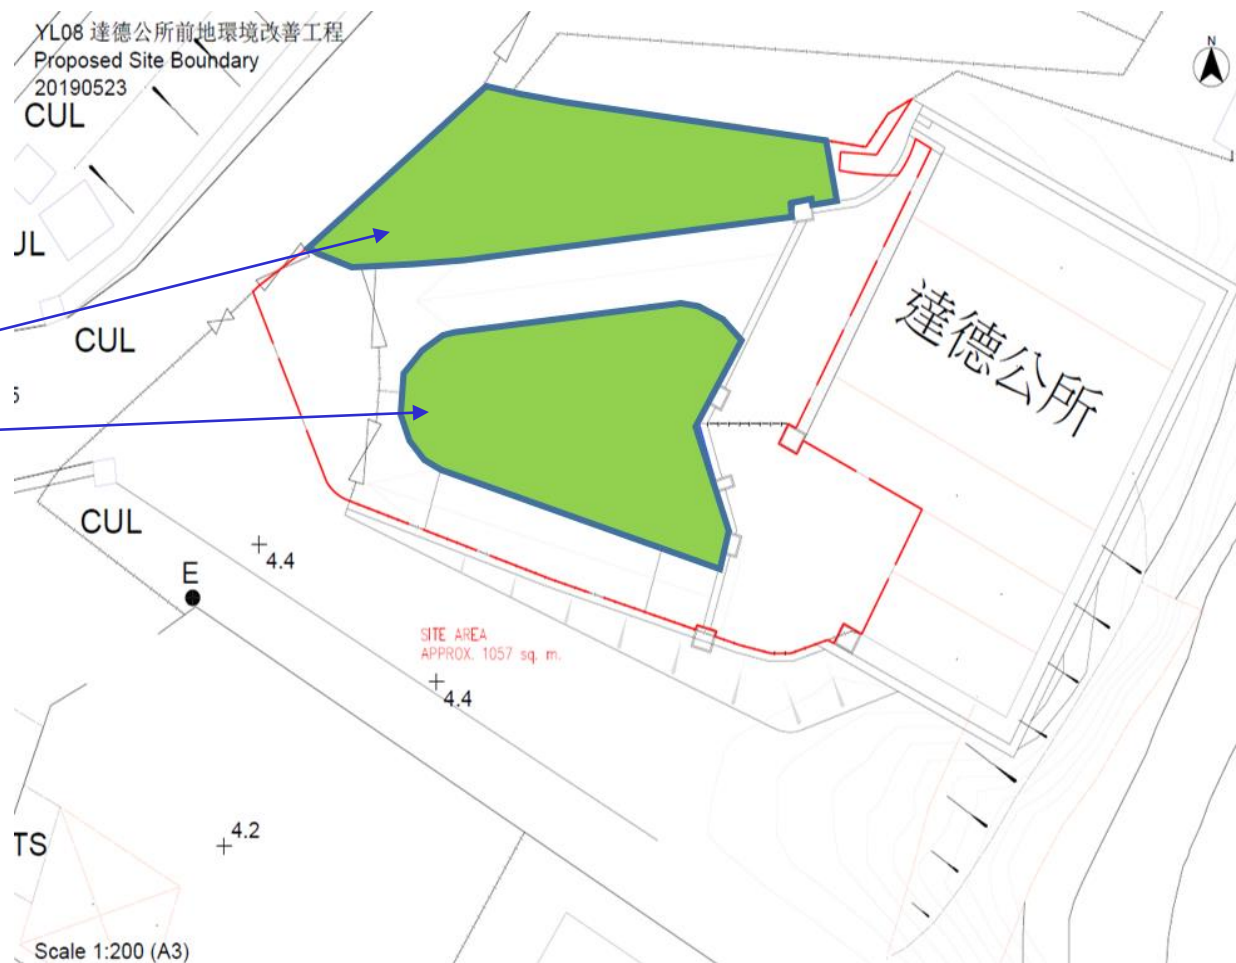 YL08 達德公所前地環境改善工程
Proposed Site Boundary
20190523
N
CUL
UL
CUL
5
達德公所
CUL
4.4
E
SITE AREA
APPROX. 1057 sq. m.
4.4
4.2
TS
Scale 1:200 (A3)